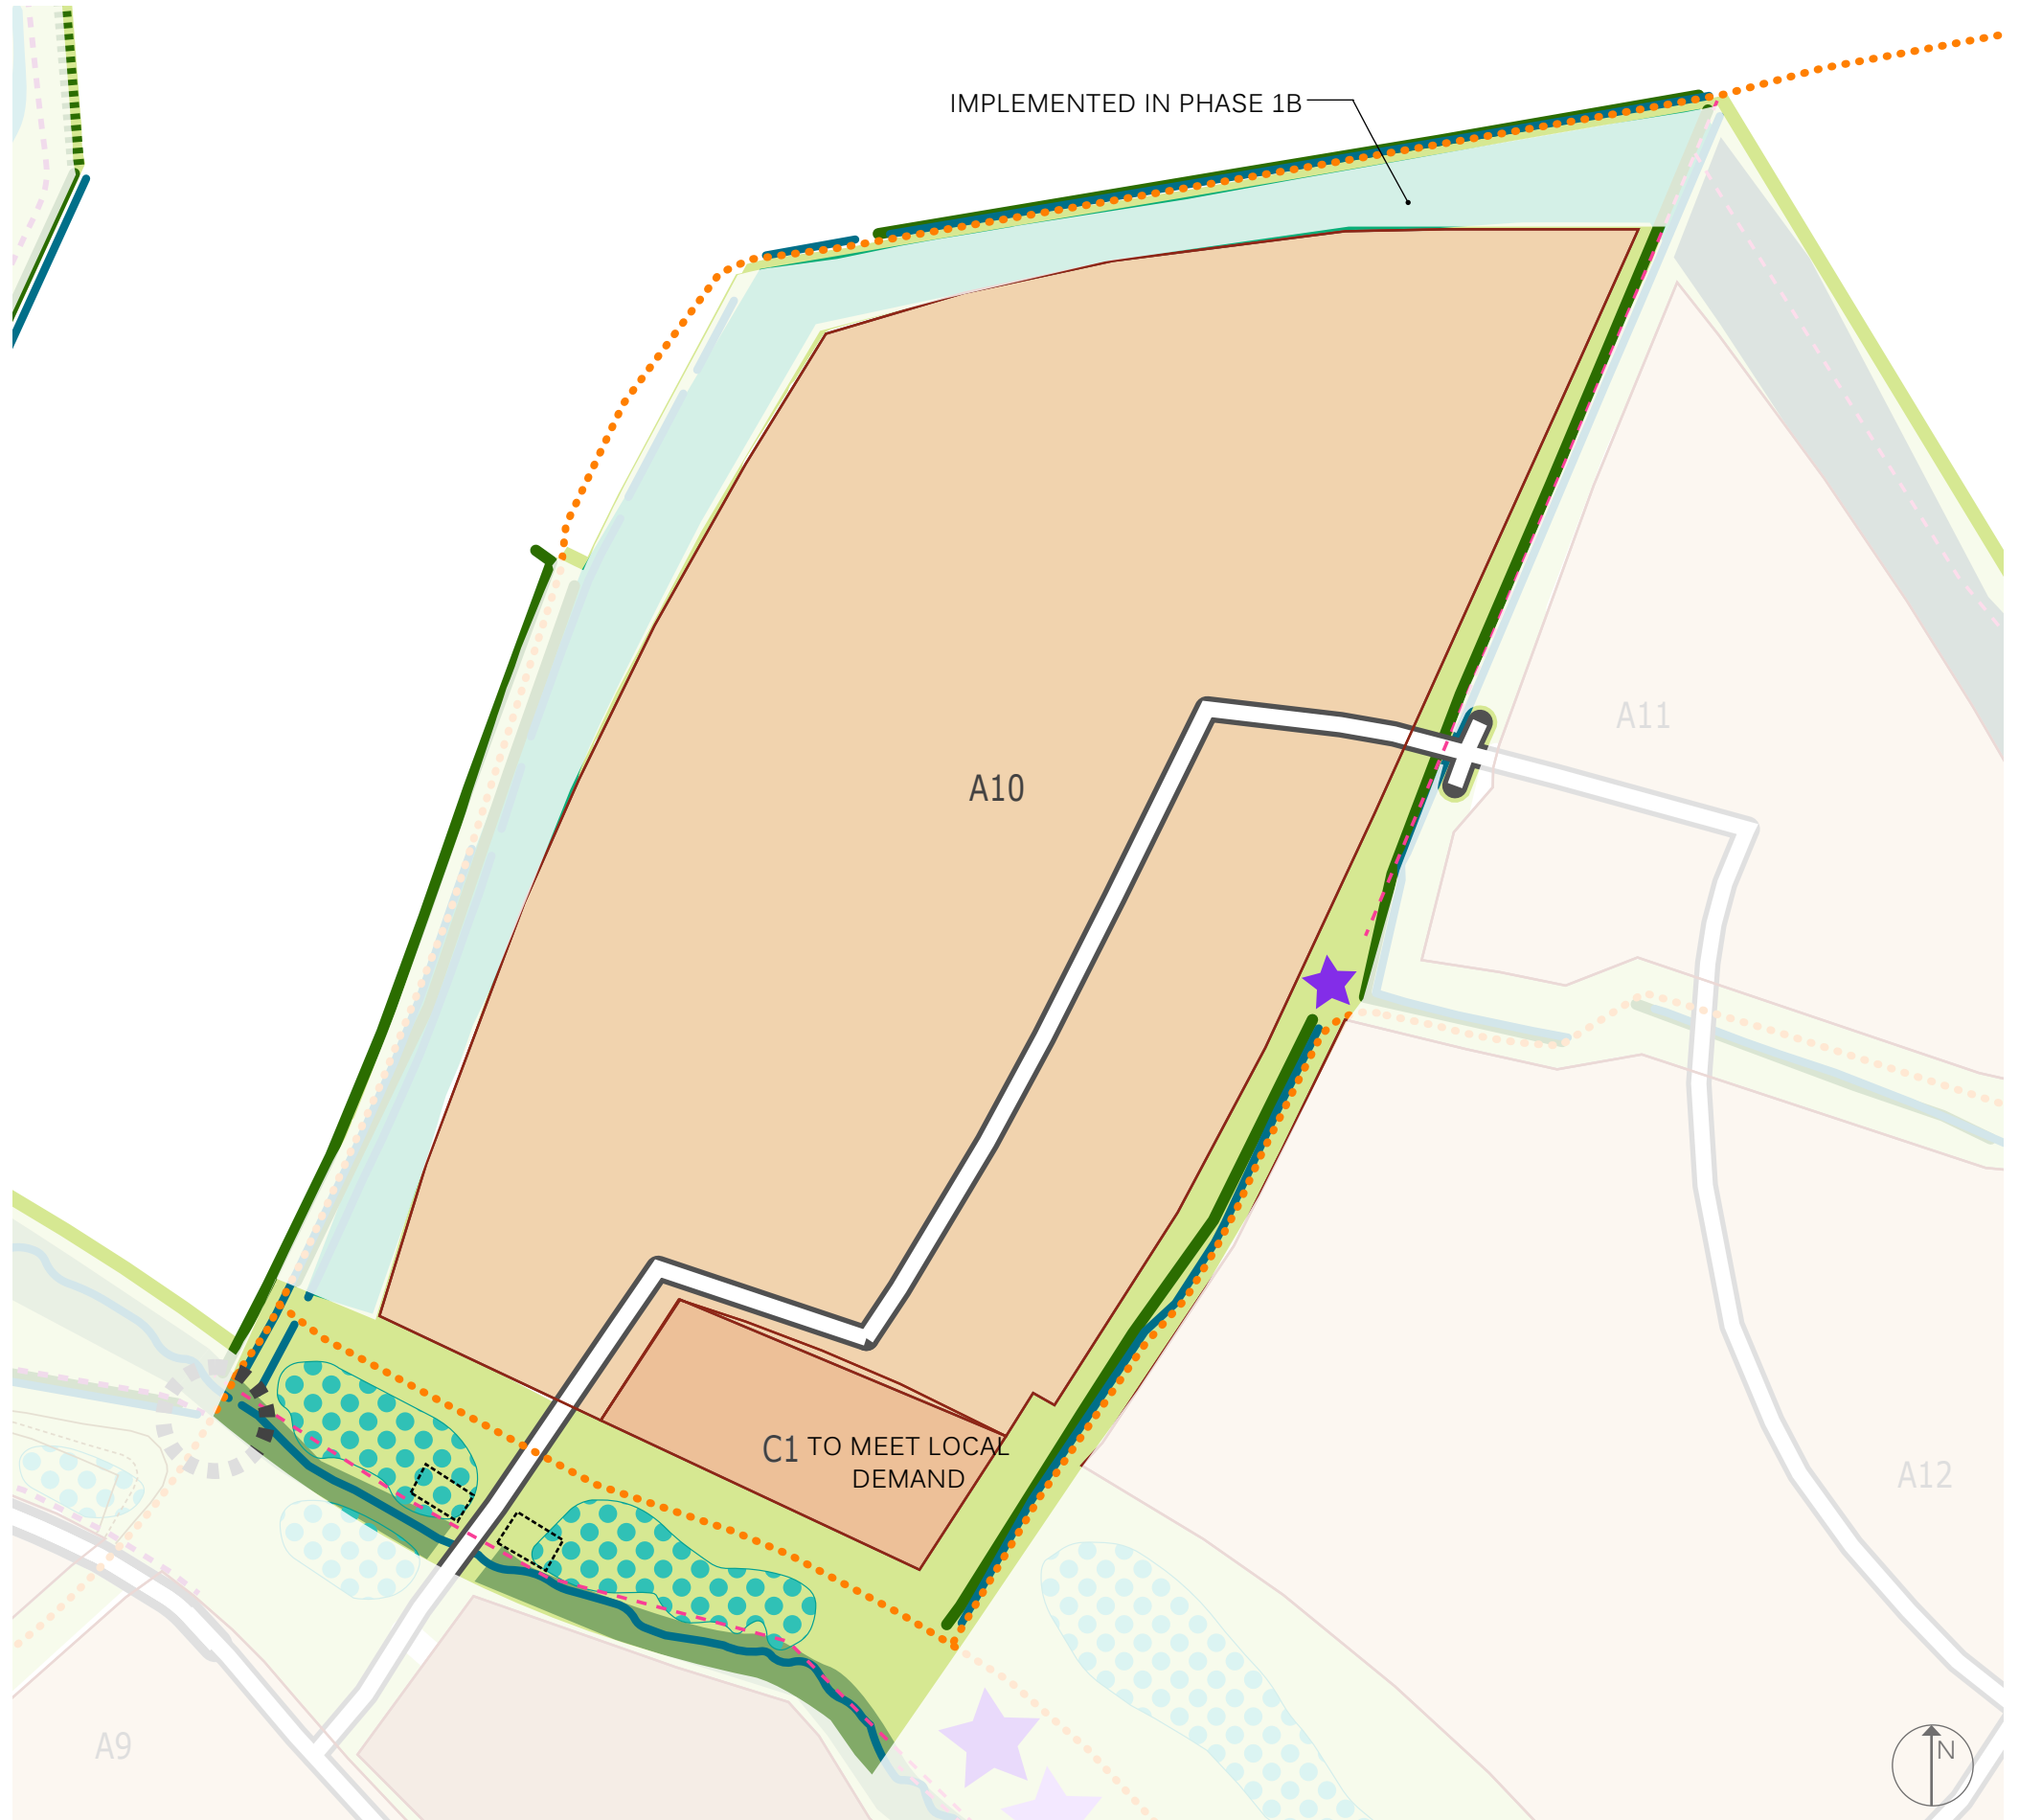 IMPLEMENTED IN PHASE 1B
A11
A10
C1 TO MEET LOCAL
DEMAND
A12
A9
N